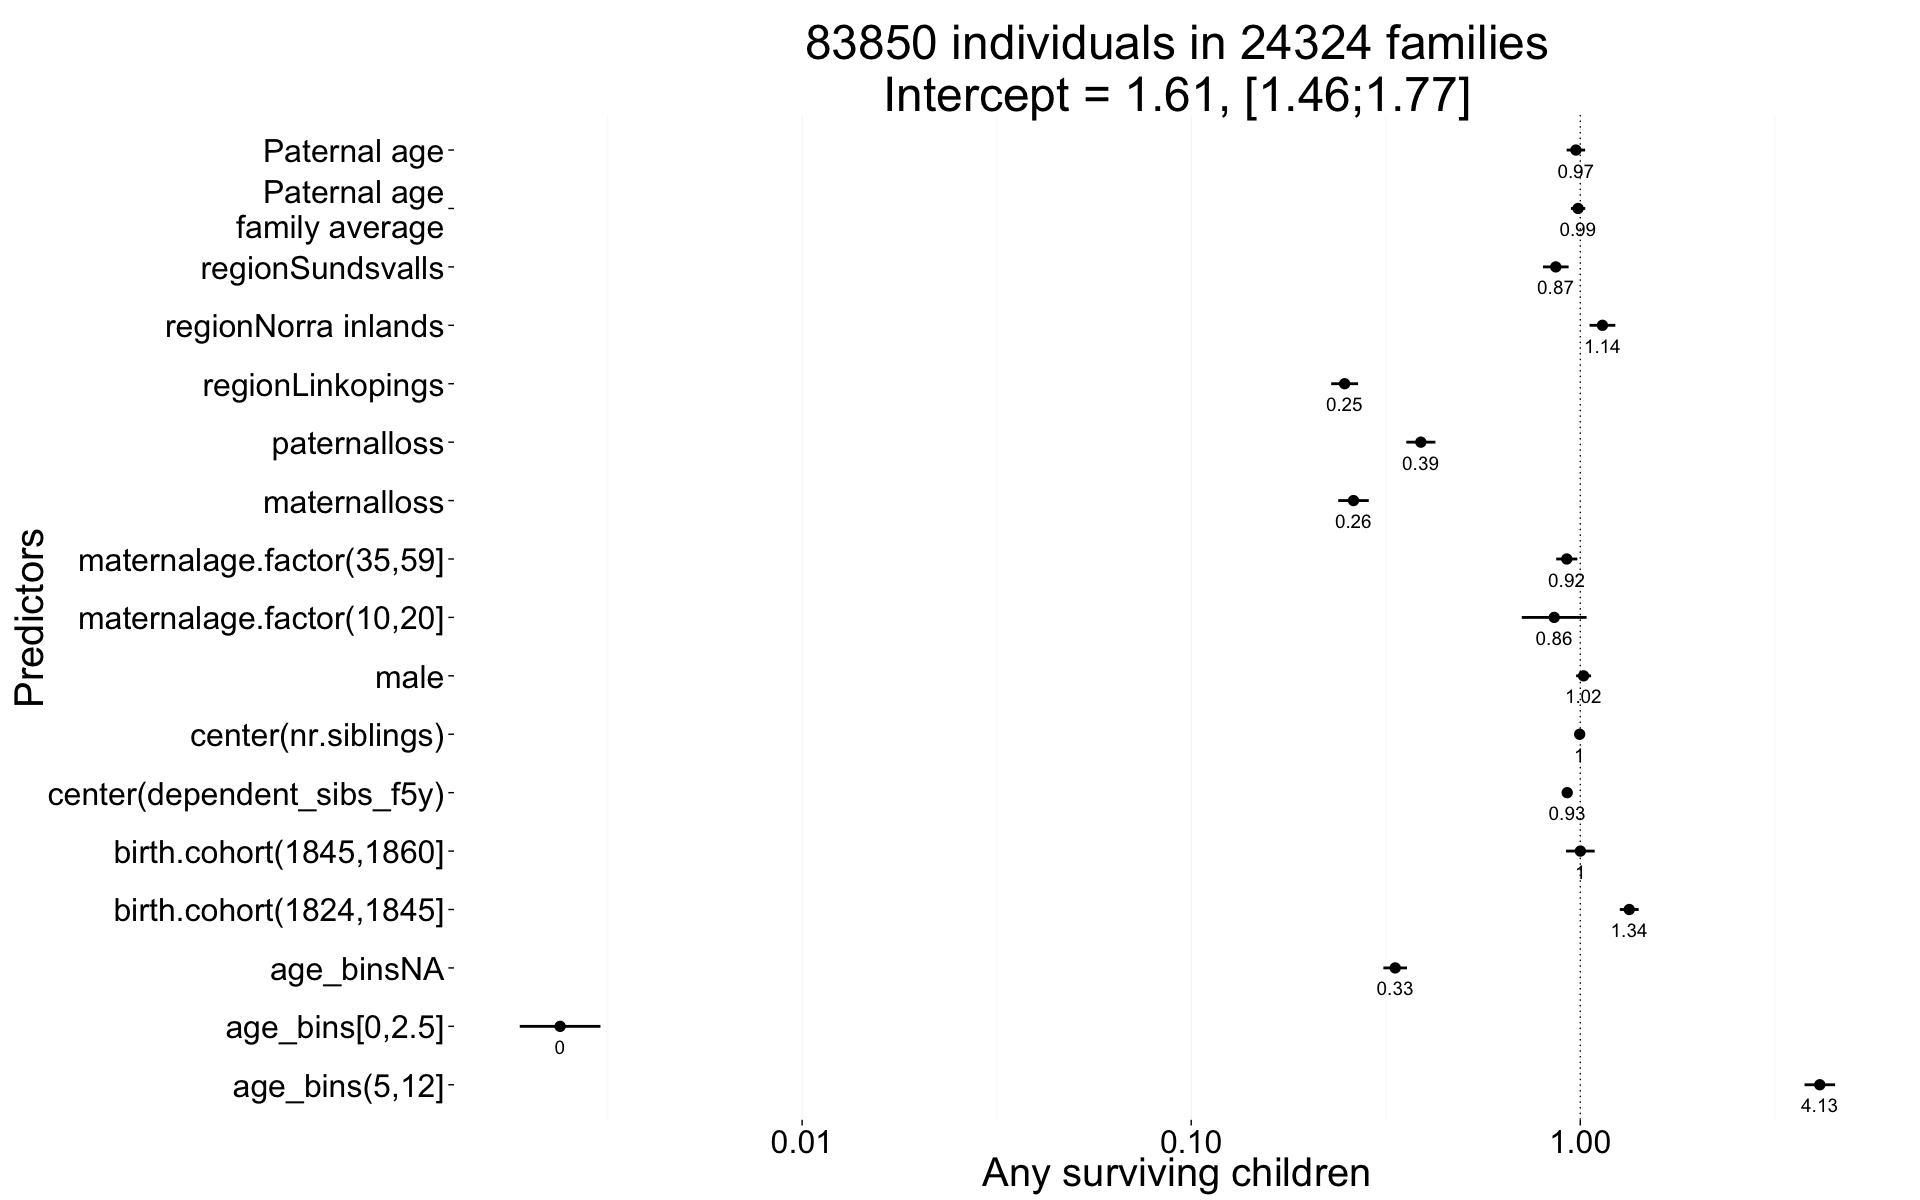 83850 individuals in 24324 families
Intercept = 1.61, [1.46;1.77]
Predictors
Paternal age
0.97
Paternal age
family average
0.99
regionSundsvalls
0.87
regionNorra inlands
1.14
regionLinkopings
0.25
paternalloss
0.39
maternalloss
0.26
maternalage.factor(35,59]
0.92
maternalage.factor(10,20]
0.86
male
1.02
center(nr.siblings)
1
center(dependent_sibs_f5y)
0.93
birth.cohort(1845,1860]
1
birth.cohort(1824,1845]
1.34
age_binsNA
0.33
age_bins[0,2.5]
0
age_bins(5,12]
4.13
0.01 0.10 1.00
Any surviving children